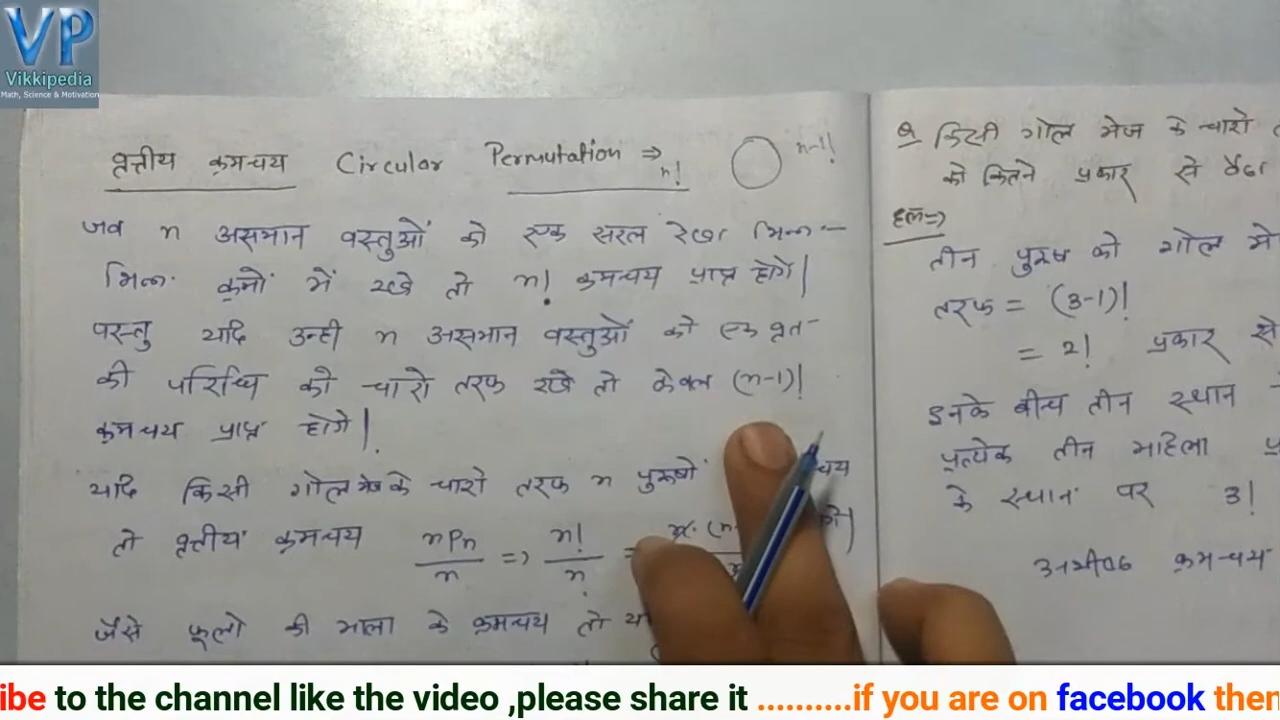 VP
Vikkipedia
Math, Science & Motivation
वृत्तीय क्रमचय Circular Permutation ⇒ n! n-1!
जब n असमान वस्तुओं को एक सरल रेखा भिन्न-
भिन्न क्रमों में रखे तो n! क्रमचय प्राप्त होगे|
वस्तु यदि उन्ही n असमान वस्तुओं को एक वृत
की परिधि को चारो तरफ रखे तो केवल (n-1)!
क्रमचय प्राप्त होगे|
यदि किसी गोल मेज के चारो तरफ n पुरूषो चय
तो वृत्तीय क्रमचय nPn/n => n!/n =
जैसे फूलो की माला के क्रमचय तो
Q किसी गोल मेज के चारो
को कितने प्रकार से बैठा
हल=>
तीन पुरूष को गोल मे
तरफ = (3-1)!
= 2! प्रकार से
इनके बीच तीन स्थान
प्रत्येक तीन महिला
के स्थान पर 3!
अभीष्ट क्रमचय
ibe to the channel like the video ,please share it ..........if you are on facebook then